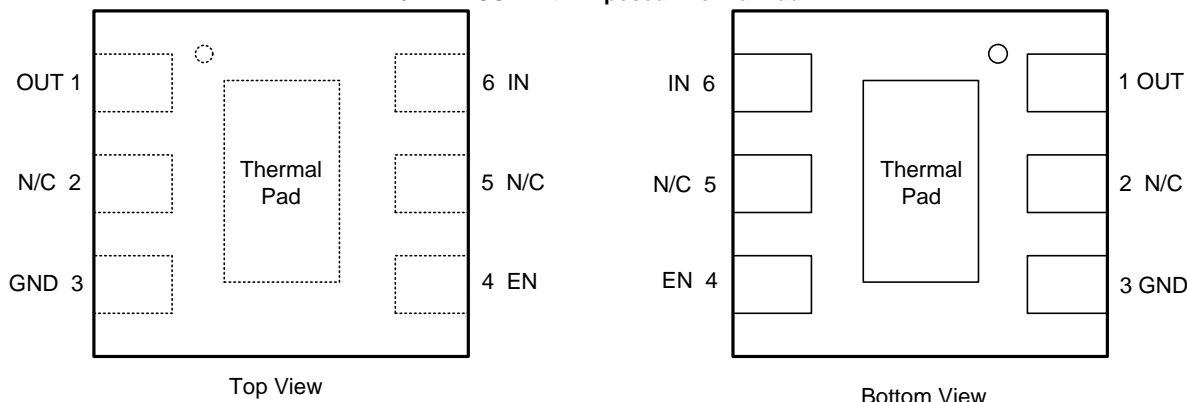 OUT 1
6 IN
N/C 2
Thermal
Pad
5 N/C
GND 3
4 EN
Top View
IN 6
1 OUT
N/C 5
Thermal
Pad
2 N/C
EN 4
3 GND
Bottom View